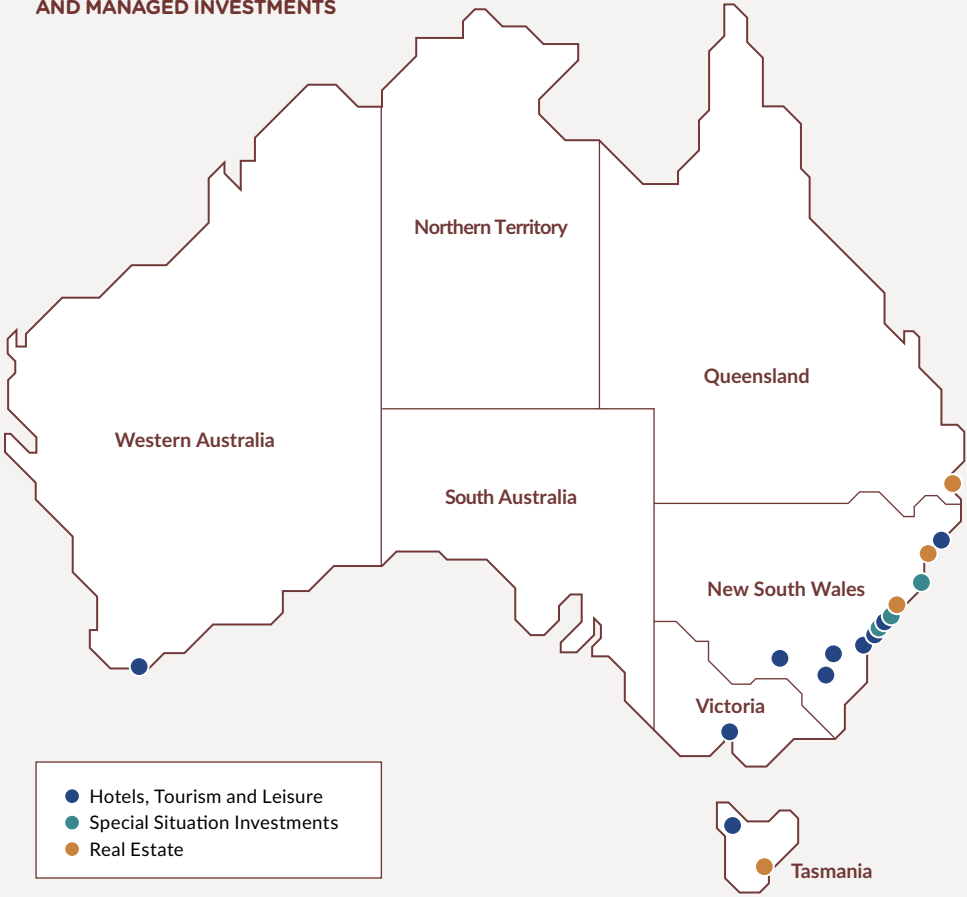 AND MANAGED INVESTMENTS
Northern Territory
Queensland
Western Australia
South Australia
New South Wales
Victoria
Hotels, Tourism and Leisure
Special Situation Investments
Real Estate
Tasmania